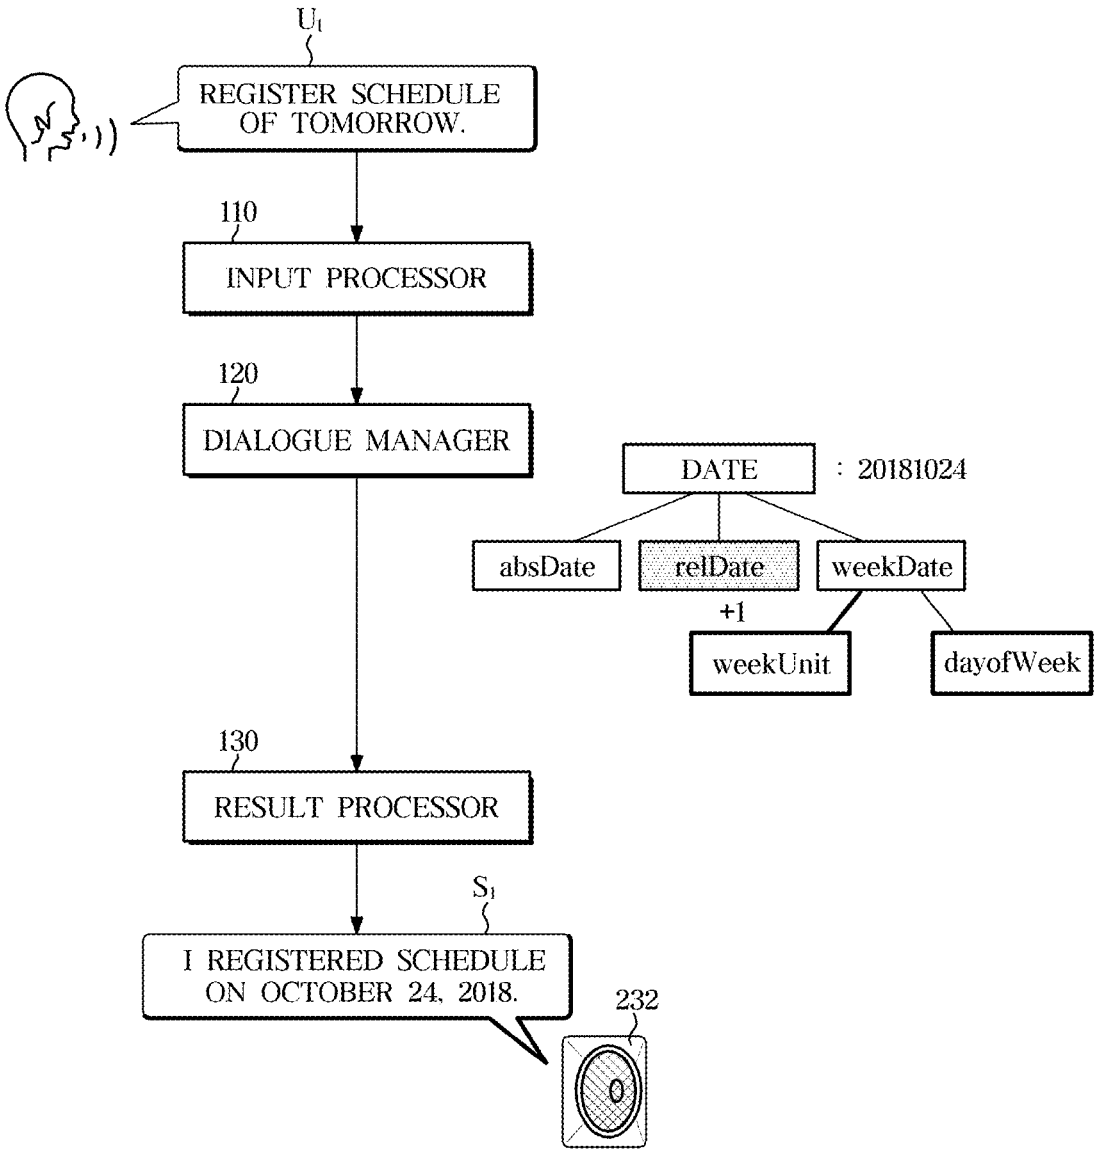 U1
REGISTER SCHEDULE
OF TOMORROW.
110
INPUT PROCESSOR
120
DIALOGUE MANAGER
DATE : 20181024
absDate relDate weekDate
+1
weekUnit dayofWeek
130
RESULT PROCESSOR
S1
I REGISTERED SCHEDULE
ON OCTOBER 24, 2018.
232